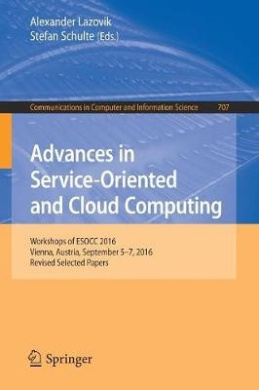 Alexander Lazovik
Stefan Schulte (Eds.)
Communications in Computer and Information Science 707
Advances in
Service-Oriented
and Cloud Computing
Workshops of ESOCC 2016
Vienna, Austria, September 5–7, 2016
Revised Selected Papers
Springer